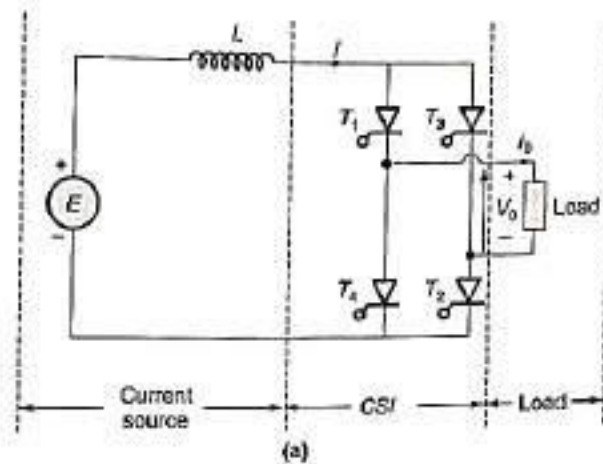 L
I
T₁
T₃
i₀
+
+
E
V₀
Load
−
−
T₄
T₂
Current source
CSI
Load
(a)